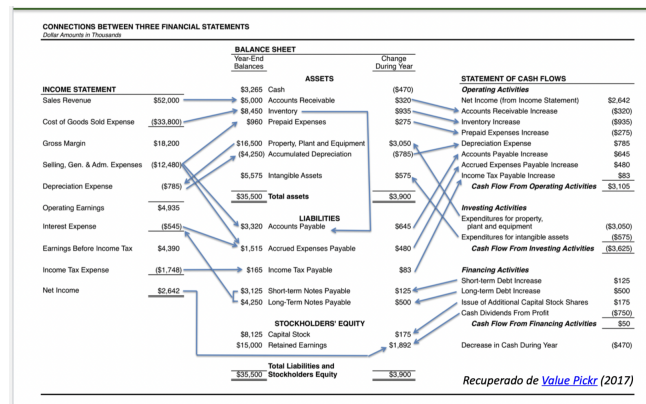 CONNECTIONS BETWEEN THREE FINANCIAL STATEMENTS
Dollar Amounts in Thousands
INCOME STATEMENT
Sales Revenue $52,000
Cost of Goods Sold Expense ($33,800)
Gross Margin $18,200
Selling, Gen. & Adm. Expenses ($12,480)
Depreciation Expense ($785)
Operating Earnings $4,935
Interest Expense ($545)
Earnings Before Income Tax $4,390
Income Tax Expense ($1,748)
Net Income $2,642
BALANCE SHEET
Year-End Balances
Change During Year
ASSETS
$3,265 Cash ($470)
$5,000 Accounts Receivable $320
$8,450 Inventory $935
$960 Prepaid Expenses $275
$16,500 Property, Plant and Equipment $3,050
($4,250) Accumulated Depreciation ($785)
$5,575 Intangible Assets $575
$35,500 Total assets $3,900
LIABILITIES
$3,320 Accounts Payable $645
$1,515 Accrued Expenses Payable $480
$165 Income Tax Payable $83
$3,125 Short-term Notes Payable $125
$4,250 Long-Term Notes Payable $500
STOCKHOLDERS' EQUITY
$8,125 Capital Stock $175
$15,000 Retained Earnings $1,892
Total Liabilities and
$35,500 Stockholders Equity $3,900
STATEMENT OF CASH FLOWS
Operating Activities
Net Income (from Income Statement) $2,642
Accounts Receivable Increase ($320)
Inventory Increase ($935)
Prepaid Expenses Increase ($275)
Depreciation Expense $785
Accounts Payable Increase $645
Accrued Expenses Payable Increase $480
Income Tax Payable Increase $83
Cash Flow From Operating Activities $3,105
Investing Activities
Expenditures for property,
plant and equipment ($3,050)
Expenditures for intangible assets ($575)
Cash Flow From Investing Activities ($3,625)
Financing Activities
Short-term Debt Increase $125
Long-term Debt Increase $500
Issue of Additional Capital Stock Shares $175
Cash Dividends From Profit ($750)
Cash Flow From Financing Activities $50
Decrease in Cash During Year ($470)
Recuperado de Value Pickr (2017)